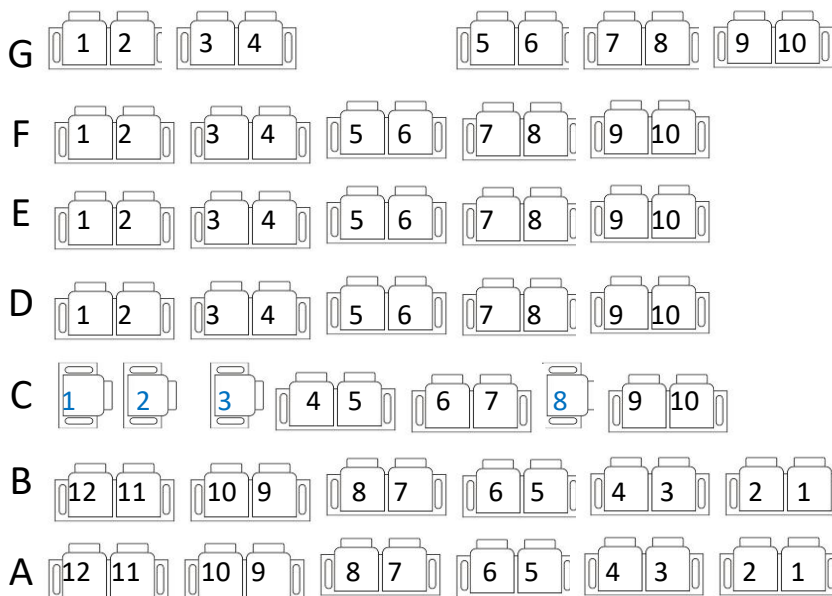 G 1 2 3 4 5 6 7 8 9 10
F 1 2 3 4 5 6 7 8 9 10
E 1 2 3 4 5 6 7 8 9 10
D 1 2 3 4 5 6 7 8 9 10
C 1 2 3 4 5 6 7 8 9 10
B 12 11 10 9 8 7 6 5 4 3 2 1
A 12 11 10 9 8 7 6 5 4 3 2 1